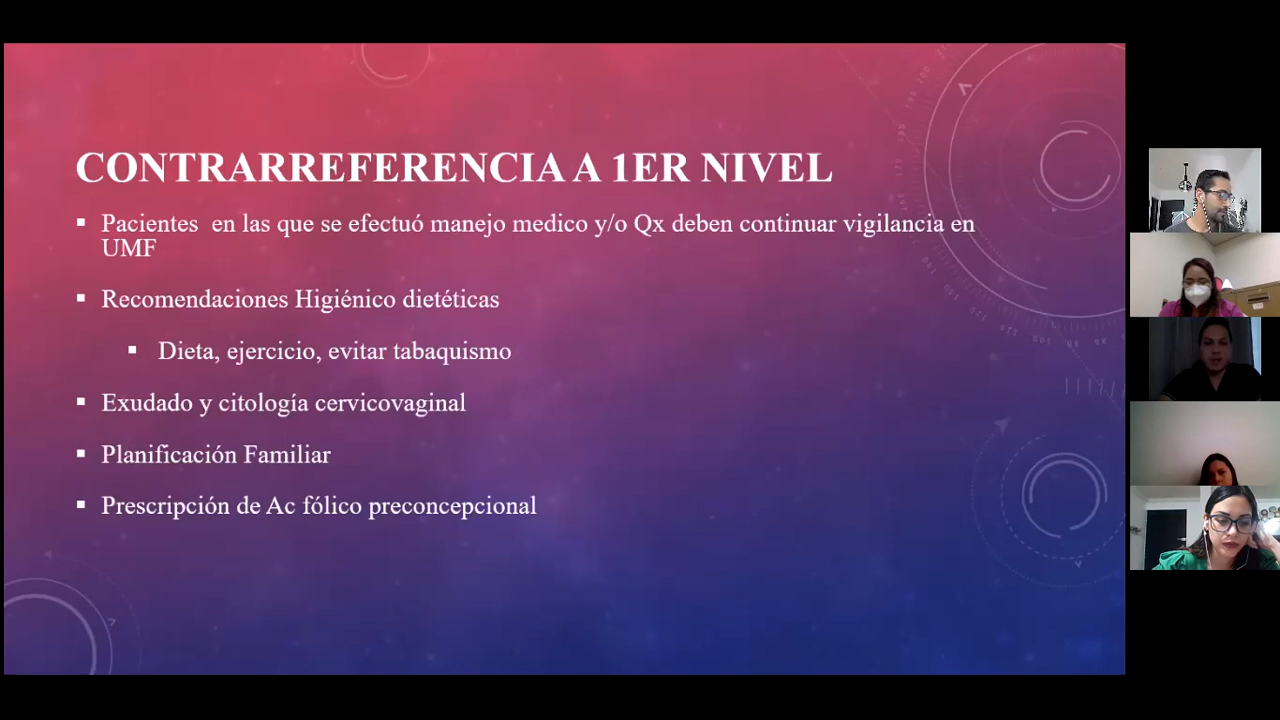 CONTRARREFERENCIA A 1ER NIVEL
Pacientes en las que se efectuó manejo medico y/o Qx deben continuar vigilancia en
UMF
Recomendaciones Higiénico dietéticas
Dieta, ejercicio, evitar tabaquismo
Exudado y citología cervicovaginal
Planificación Familiar
Prescripción de Ac fólico preconcepcional